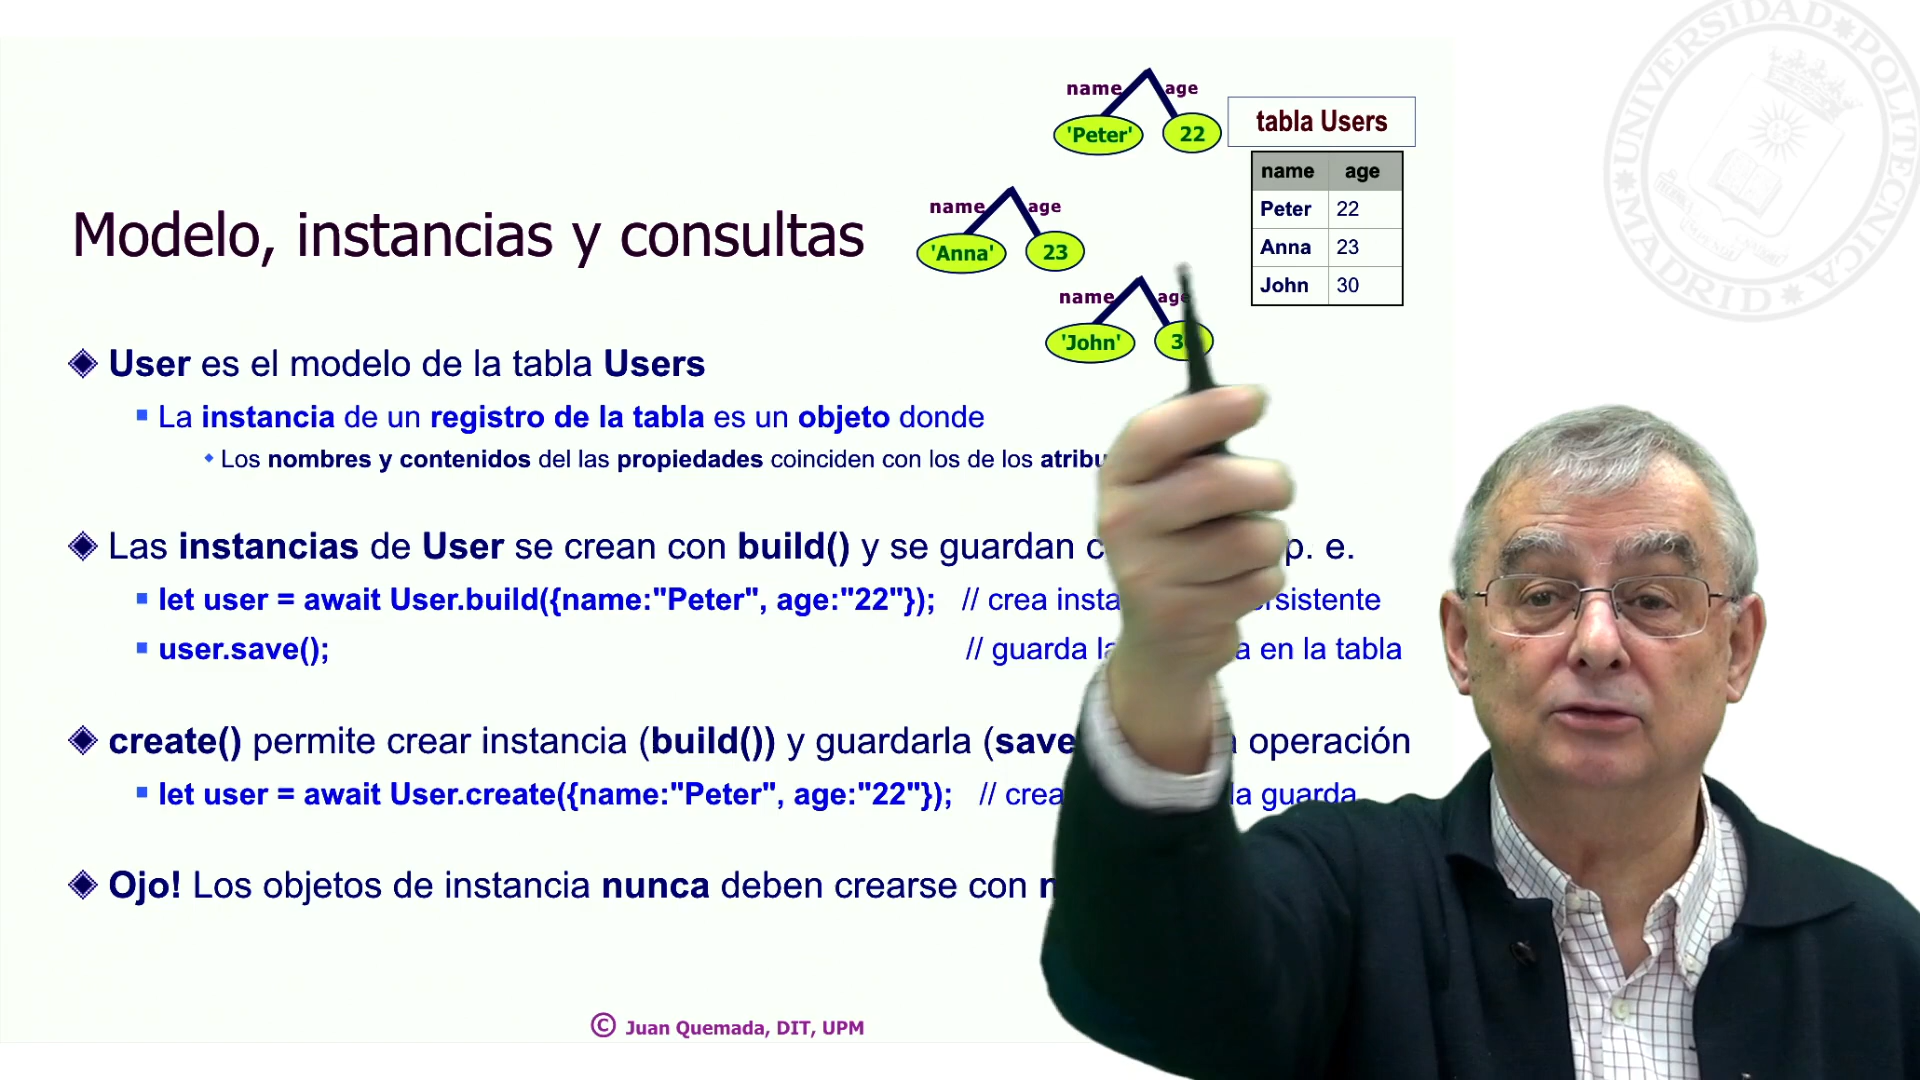 name age
'Peter' 22
tabla Users
name age
Peter 22
Anna 23
John 30
name age
'Anna' 23
name age
'John'
Modelo, instancias y consultas
User es el modelo de la tabla Users
La instancia de un registro de la tabla es un objeto donde
Los nombres y contenidos del las propiedades coinciden con los de los
Las instancias de User se crean con build() y se guardan p. e.
let user = await User.build({name:"Peter", age:"22"}); // crea
user.save(); // guarda en la tabla
create() permite crear instancia (build()) y guardarla (save operación
let user = await User.create({name:"Peter", age:"22"}); // crea la guarda
Ojo! Los objetos de instancia nunca deben crearse con
© Juan Quemada, DIT, UPM
UNIVERSIDAD POLITECNICA
MADRID